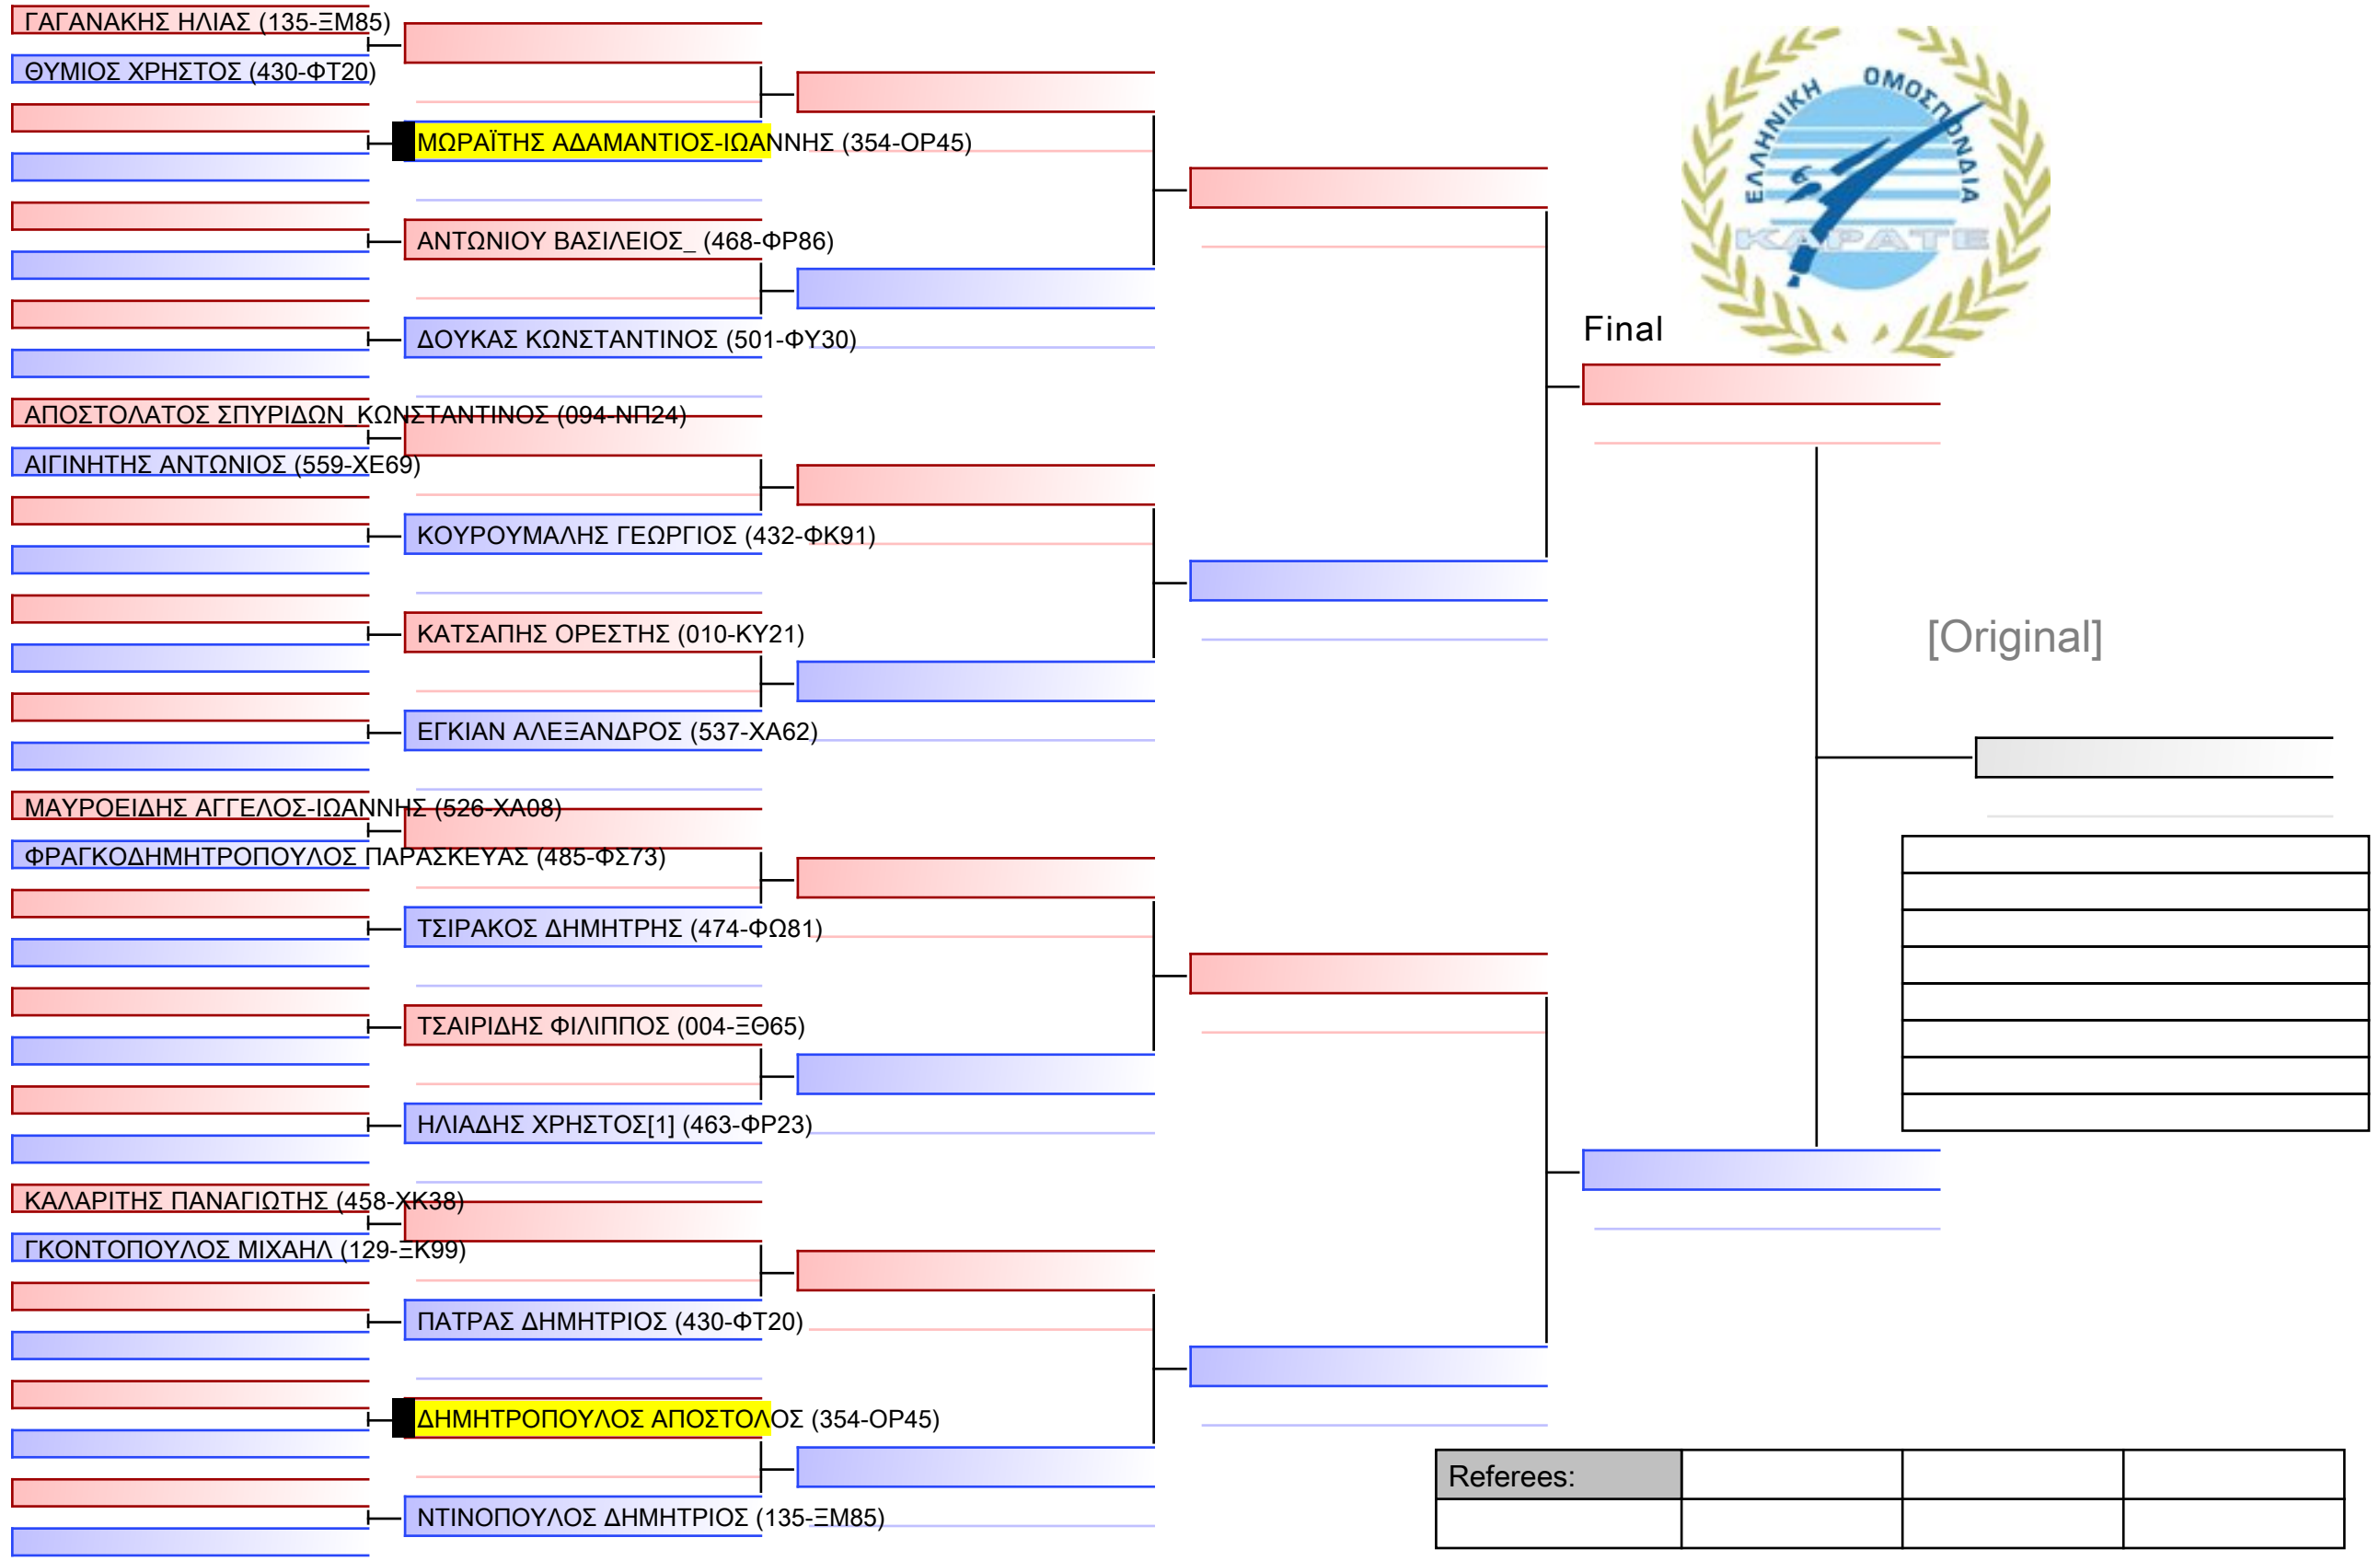 ΓΑΓΑΝΑΚΗΣ ΗΛΙΑΣ (135-ΞΜ85)
ΘΥΜΙΟΣ ΧΡΗΣΤΟΣ (430-ΦΤ20)
ΜΩΡΑΪΤΗΣ ΑΔΑΜΑΝΤΙΟΣ-ΙΩΑΝΝΗΣ (354-ΟΡ45)
ΑΝΤΩΝΙΟΥ ΒΑΣΙΛΕΙΟΣ_ (468-ΦΡ86)
ΔΟΥΚΑΣ ΚΩΝΣΤΑΝΤΙΝΟΣ (501-ΦΥ30)
ΑΠΟΣΤΟΛΑΤΟΣ ΣΠΥΡΙΔΩΝ_ΚΩΝΣΤΑΝΤΙΝΟΣ (094-ΝΠ24)
ΑΙΓΙΝΗΤΗΣ ΑΝΤΩΝΙΟΣ (559-ΧΕ69)
ΚΟΥΡΟΥΜΑΛΗΣ ΓΕΩΡΓΙΟΣ (432-ΦΚ91)
ΚΑΤΣΑΠΗΣ ΟΡΕΣΤΗΣ (010-ΚΥ21)
ΕΓΚΙΑΝ ΑΛΕΞΑΝΔΡΟΣ (537-ΧΑ62)
ΜΑΥΡΟΕΙΔΗΣ ΑΓΓΕΛΟΣ-ΙΩΑΝΝΗΣ (526-ΧΑ08)
ΦΡΑΓΚΟΔΗΜΗΤΡΟΠΟΥΛΟΣ ΠΑΡΑΣΚΕΥΑΣ (485-ΦΣ73)
ΤΣΙΡΑΚΟΣ ΔΗΜΗΤΡΗΣ (474-ΦΩ81)
ΤΣΑΙΡΙΔΗΣ ΦΙΛΙΠΠΟΣ (004-ΞΘ65)
ΗΛΙΑΔΗΣ ΧΡΗΣΤΟΣ[1] (463-ΦΡ23)
ΚΑΛΑΡΙΤΗΣ ΠΑΝΑΓΙΩΤΗΣ (458-ΧΚ38)
ΓΚΟΝΤΟΠΟΥΛΟΣ ΜΙΧΑΗΛ (129-ΞΚ99)
ΠΑΤΡΑΣ ΔΗΜΗΤΡΙΟΣ (430-ΦΤ20)
ΔΗΜΗΤΡΟΠΟΥΛΟΣ ΑΠΟΣΤΟΛΟΣ (354-ΟΡ45)
ΝΤΙΝΟΠΟΥΛΟΣ ΔΗΜΗΤΡΙΟΣ (135-ΞΜ85)
ΕΛΛΗΝΙΚΗ ΟΜΟΣΠΟΝΔΙΑ
ΚΑΡΑΤΕ
Final
[Original]
Referees: